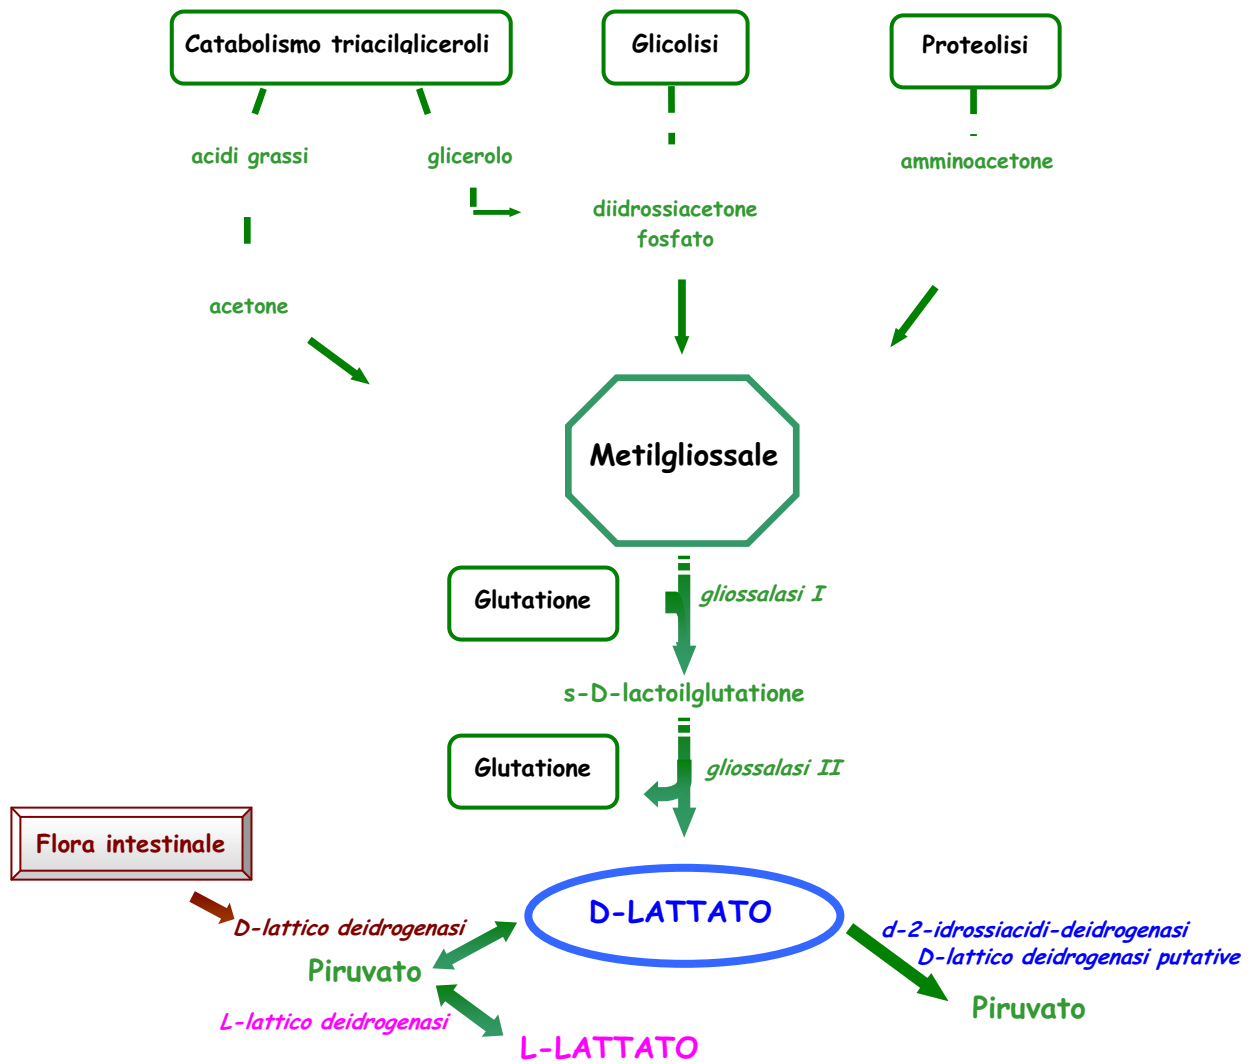 Catabolismo triacilgliceroli
Glicolisi
Proteolisi
acidi grassi
glicerolo
amminoacetone
diidrossiacetone
fosfato
acetone
Metilgliossale
Glutatione
gliossalasi I
s-D-lactoilglutatione
Glutatione
gliossalasi II
Flora intestinale
D-LATTATO
D-lattico deidrogenasi
d-2-idrossiacidi-deidrogenasi
D-lattico deidrogenasi putative
Piruvato
Piruvato
L-lattico deidrogenasi
L-LATTATO